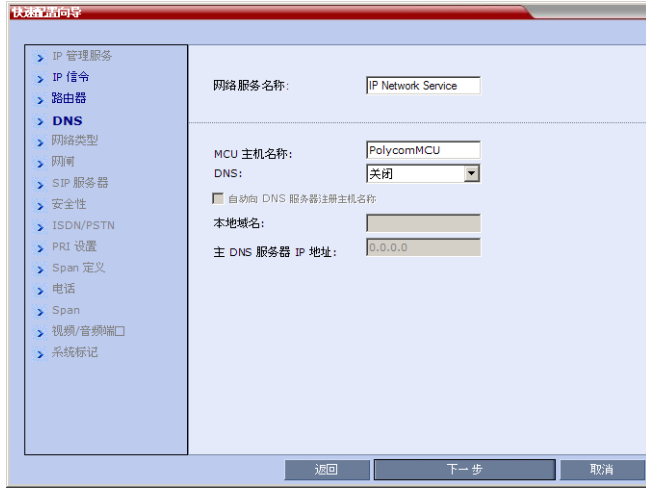 快速配置向导
IP 管理服务
IP 信令
路由器
DNS
网络类型
网闸
SIP 服务器
安全性
ISDN/PSTN
PRI 设置
Span 定义
电话
Span
视频/音频端口
系统标记
网络服务名称: IP Network Service
MCU 主机名称: PolycomMCU
DNS: 关闭
自动向 DNS 服务器注册主机名称
本地域名:
主 DNS 服务器 IP 地址: 0.0.0.0
返回 下一步 取消